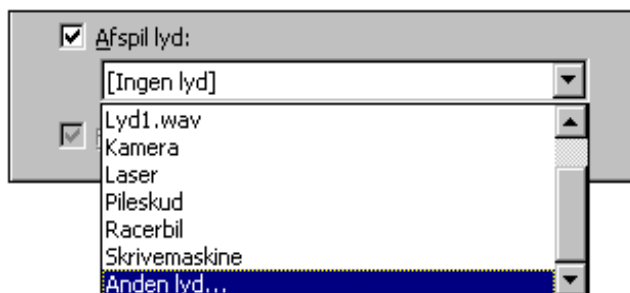 Afspil lyd:
[Ingen lyd]
Lyd1.wav
Kamera
Laser
Pileskud
Racerbil
Skrivemaskine
Anden lyd...